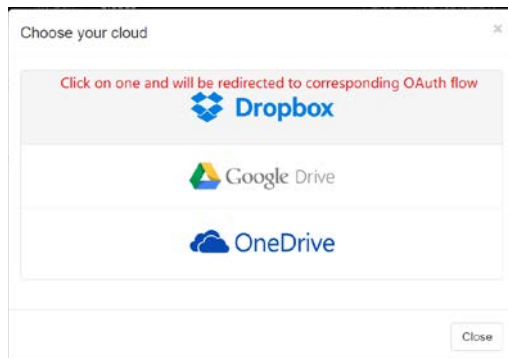 Choose your cloud
×
Click on one and will be redirected to corresponding OAuth flow
Dropbox
Google Drive
OneDrive
Close